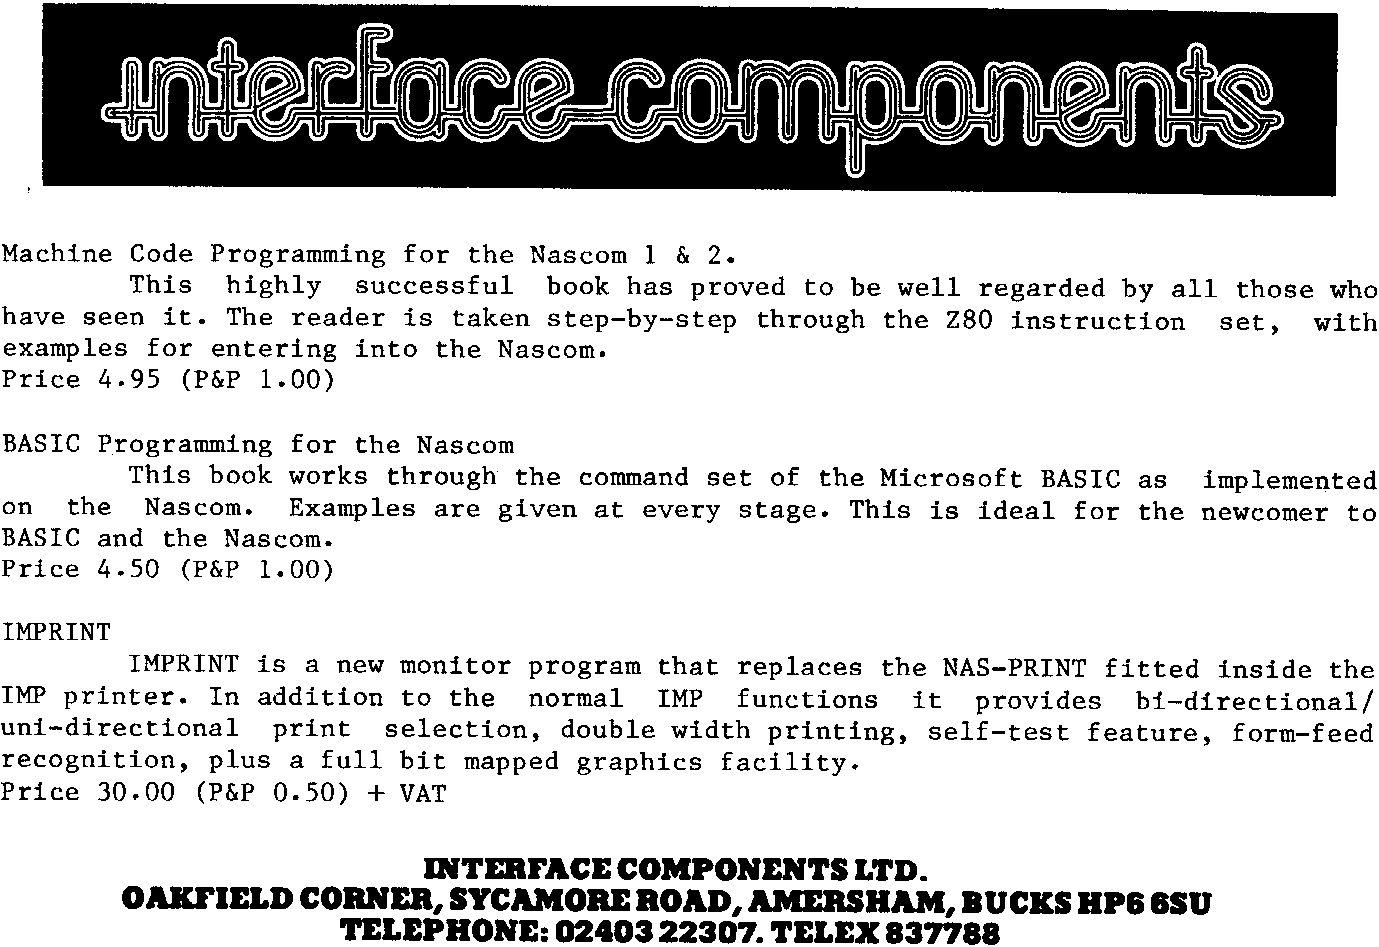 interface components
Machine Code Programming for the Nascom 1 & 2.
This highly successful book has proved to be well regarded by all those who
have seen it. The reader is taken step-by-step through the Z80 instruction set, with
examples for entering into the Nascom.
Price 4.95 (P&P 1.00)
BASIC Programming for the Nascom
This book works through the command set of the Microsoft BASIC as implemented
on the Nascom. Examples are given at every stage. This is ideal for the newcomer to
BASIC and the Nascom.
Price 4.50 (P&P 1.00)
IMPRINT
IMPRINT is a new monitor program that replaces the NAS-PRINT fitted inside the
IMP printer. In addition to the normal IMP functions it provides bi-directional/
uni-directional print selection, double width printing, self-test feature, form-feed
recognition, plus a full bit mapped graphics facility.
Price 30.00 (P&P 0.50) + VAT
INTERFACE COMPONENTS LTD.
OAKFIELD CORNER, SYCAMORE ROAD, AMERSHAM, BUCKS HP6 6SU
TELEPHONE: 02403 22307. TELEX 837788